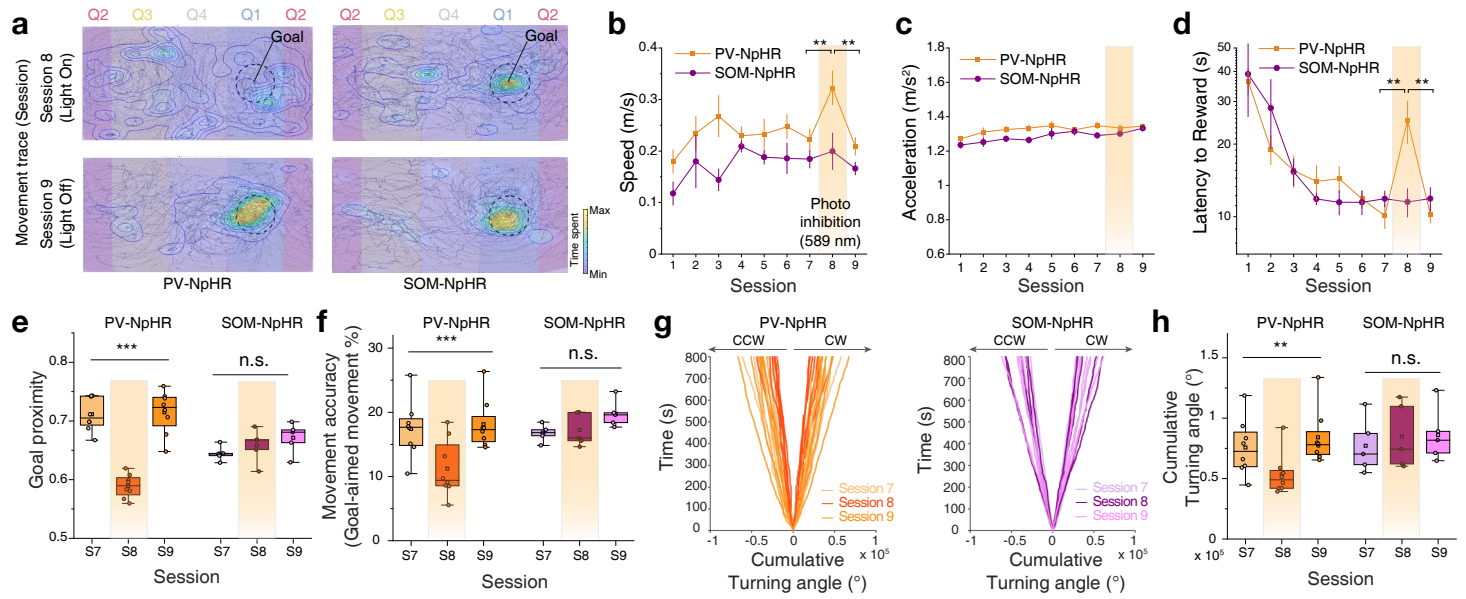 a
Q2 Q3 Q4 Q1 Q2 Q2 Q3 Q4 Q1 Q2
Movement trace (Session)
Session 8
(Light On)
Session 9
(Light Off)
Goal
Goal
Time spent
Max
Min
PV-NpHR
SOM-NpHR
b
Speed (m/s)
0.4
0.3
0.2
0.1
0
PV-NpHR
SOM-NpHR
** **
Photo
inhibition
(589 nm)
1 2 3 4 5 6 7 8 9
Session
c
Acceleration (m/s²)
1.8
1.6
1.4
1.2
1.0
0.8
0.6
PV-NpHR
SOM-NpHR
1 2 3 4 5 6 7 8 9
Session
d
Latency to Reward (s)
50
40
30
20
10
PV-NpHR
SOM-NpHR
** **
1 2 3 4 5 6 7 8 9
Session
e
PV-NpHR SOM-NpHR
Goal proximity
0.8
0.7
0.6
0.5
***
n.s.
S7 S8 S9 S7 S8 S9
Session
f
PV-NpHR SOM-NpHR
Movement accuracy
(Goal-aimed movement %)
30
20
10
0
***
n.s.
S7 S8 S9 S7 S8 S9
Session
g
PV-NpHR
CCW CW
Time (s)
800
700
600
500
400
300
200
100
0
Session 7
Session 8
Session 9
-1 0 1
x 10⁵
Cumulative
Turning angle (°)
SOM-NpHR
CCW CW
Time (s)
800
700
600
500
400
300
200
100
0
Session 7
Session 8
Session 9
-1 0 1
x 10⁵
Cumulative
Turning angle (°)
h
PV-NpHR SOM-NpHR
Cumulative
Turning angle (°)
1.5
1
0.5
0
x 10⁵
**
n.s.
S7 S8 S9 S7 S8 S9
Session